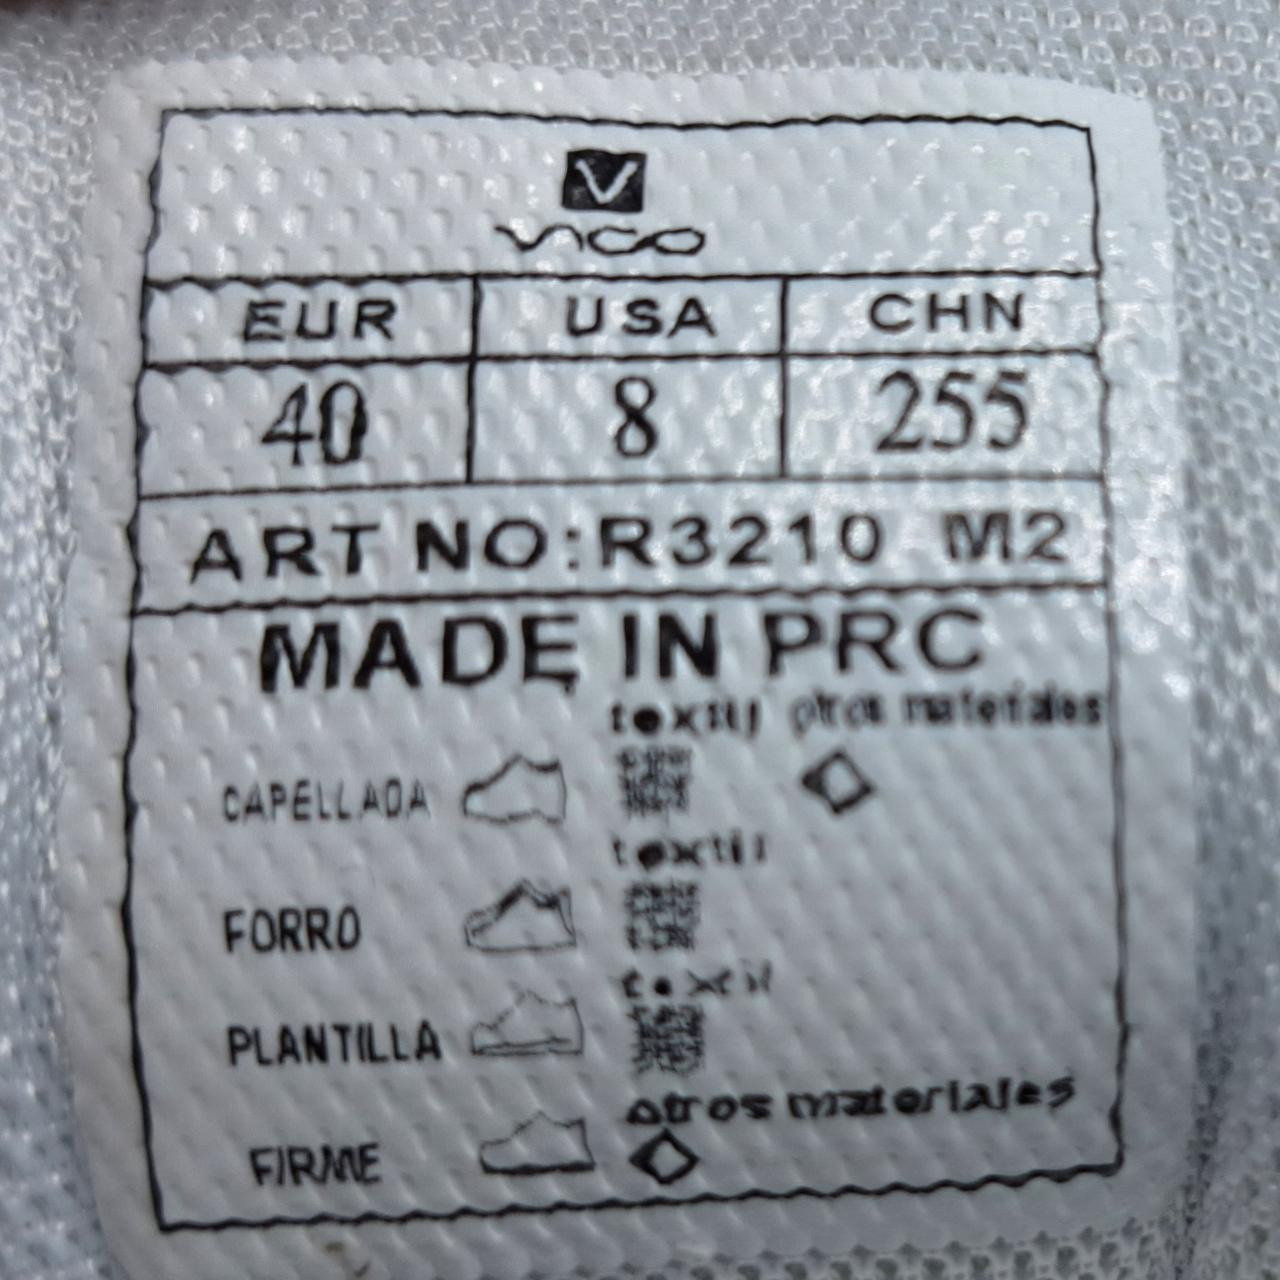 V
VICO
EUR USA CHN
40 8 255
ART NO:R3210 M2
MADE IN PRC
textil otros materiales
CAPELLADA
textil
FORRO
textil
PLANTILLA
otros materiales
FIRME